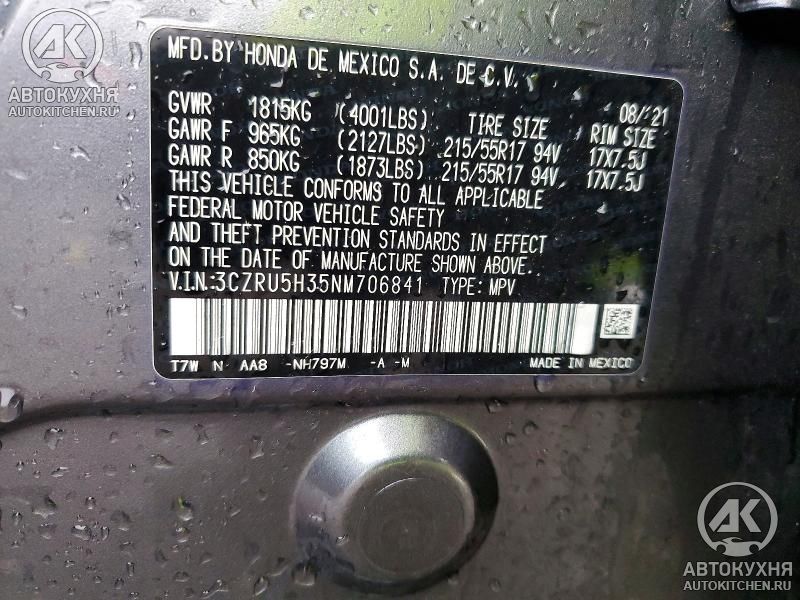 AK
АВТОКУХНЯ
AUTOKITCHEN.RU
MFD.BY HONDA DE MEXICO S.A. DE C.V.
08/'21
GVWR 1815KG (4001LBS) TIRE SIZE RIM SIZE
GAWR F 965KG (2127LBS) 215/55R17 94V 17X7.5J
GAWR R 850KG (1873LBS) 215/55R17 94V 17X7.5J
THIS VEHICLE CONFORMS TO ALL APPLICABLE
FEDERAL MOTOR VEHICLE SAFETY
AND THEFT PREVENTION STANDARDS IN EFFECT
ON THE DATE OF MANUFACTURE SHOWN ABOVE.
V.I.N:3CZRU5H35NM706841 TYPE: MPV
T7W N AA8 -NH797M -A -M MADE IN MEXICO
AK
АВТОКУХНЯ
AUTOKITCHEN.RU